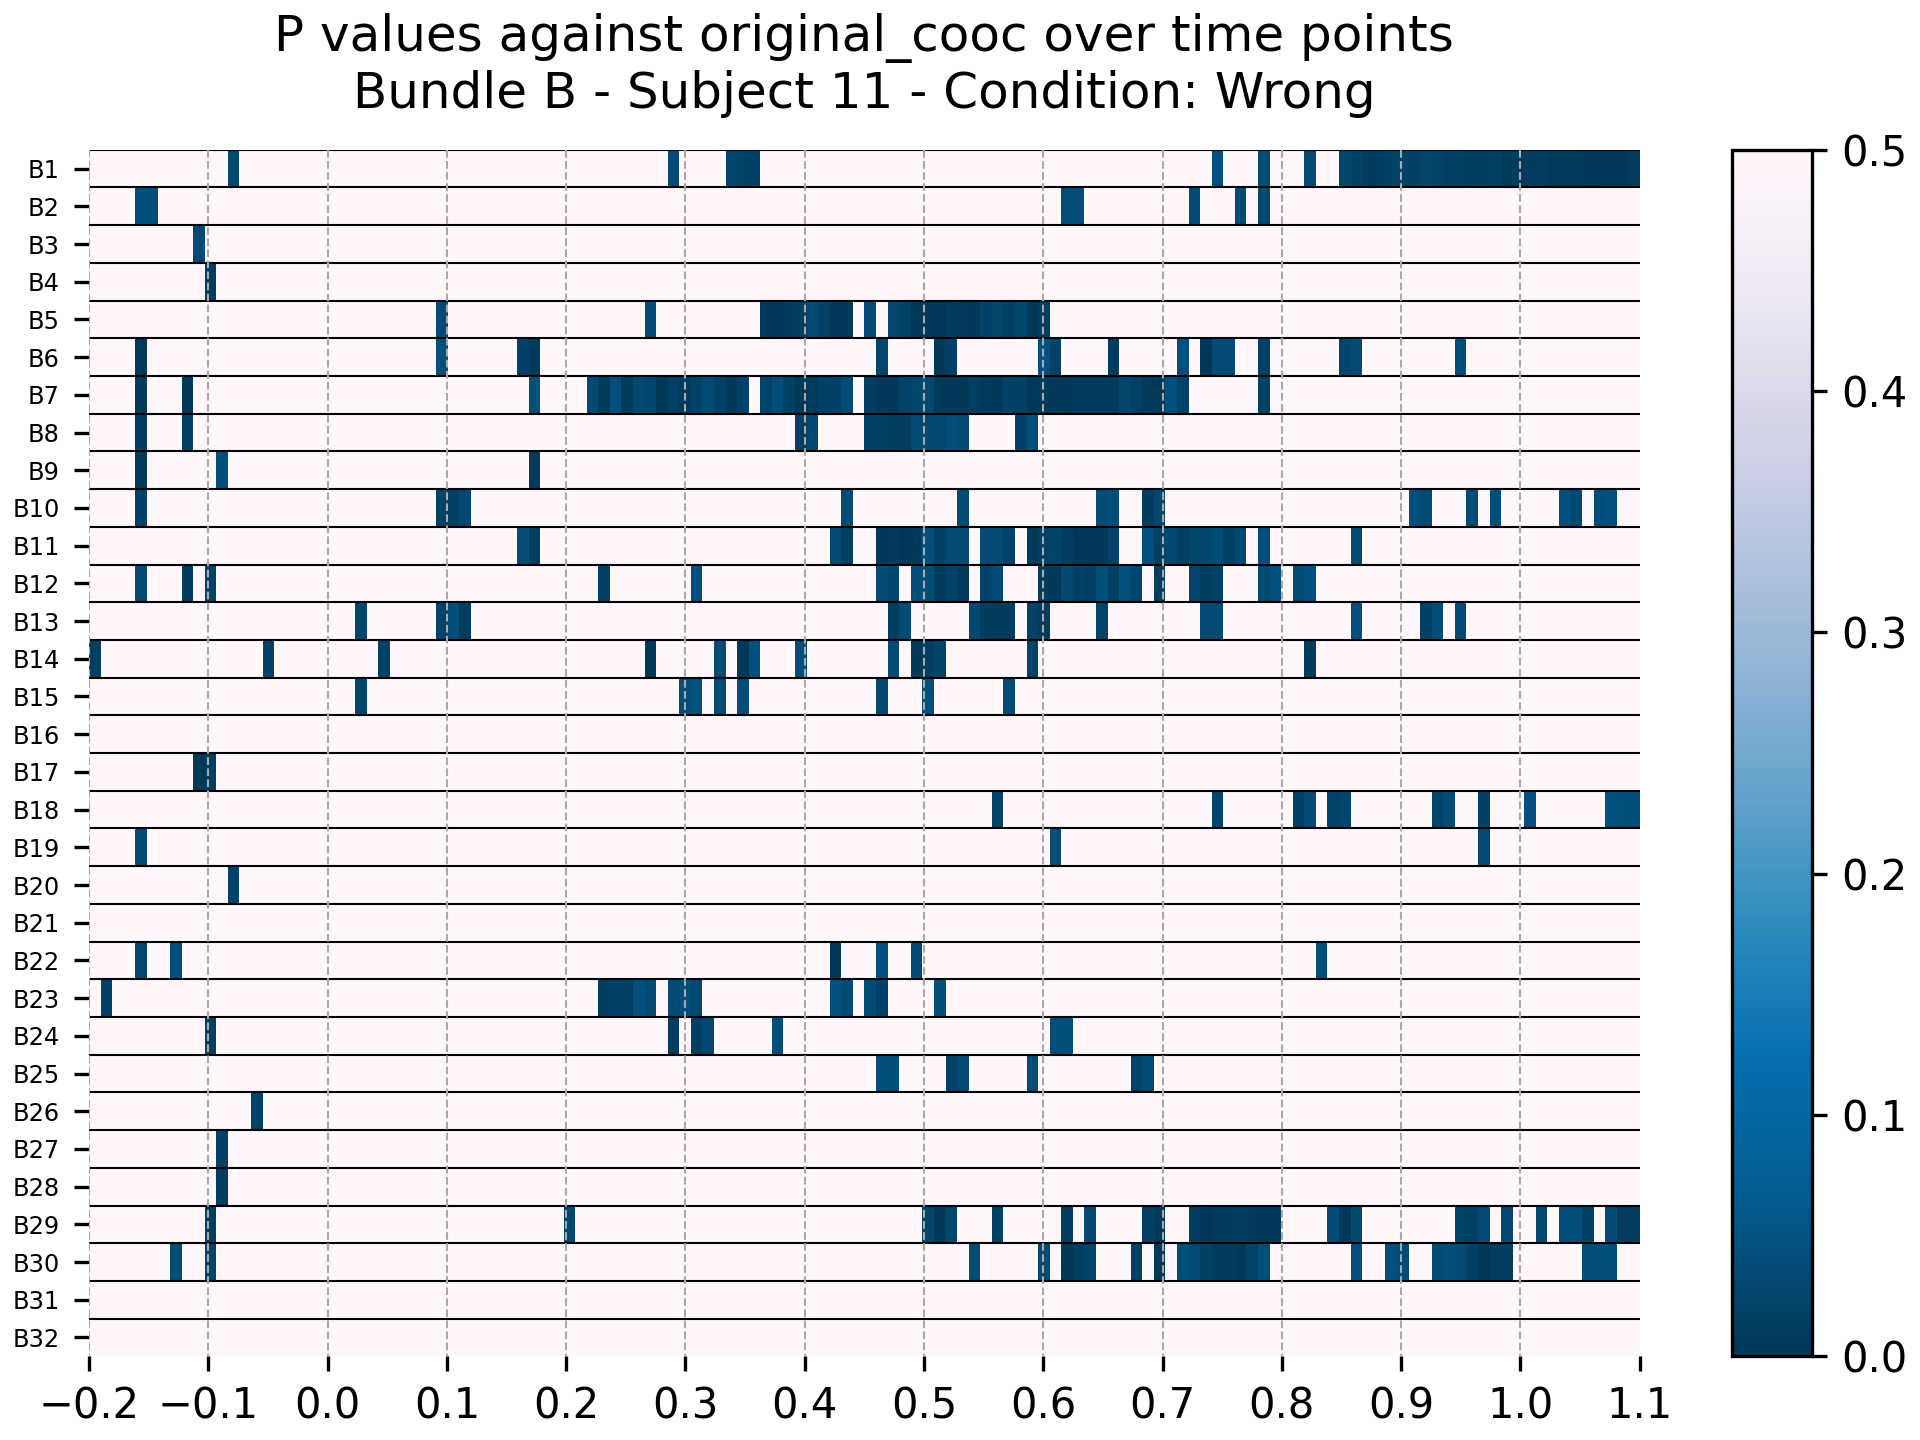 P values against original_cooc over time points
Bundle B - Subject 11 - Condition: Wrong
B1
B2
B3
B4
B5
B6
B7
B8
B9
B10
B11
B12
B13
B14
B15
B16
B17
B18
B19
B20
B21
B22
B23
B24
B25
B26
B27
B28
B29
B30
B31
B32
−0.2 −0.1 0.0 0.1 0.2 0.3 0.4 0.5 0.6 0.7 0.8 0.9 1.0 1.1
0.5
0.4
0.3
0.2
0.1
0.0